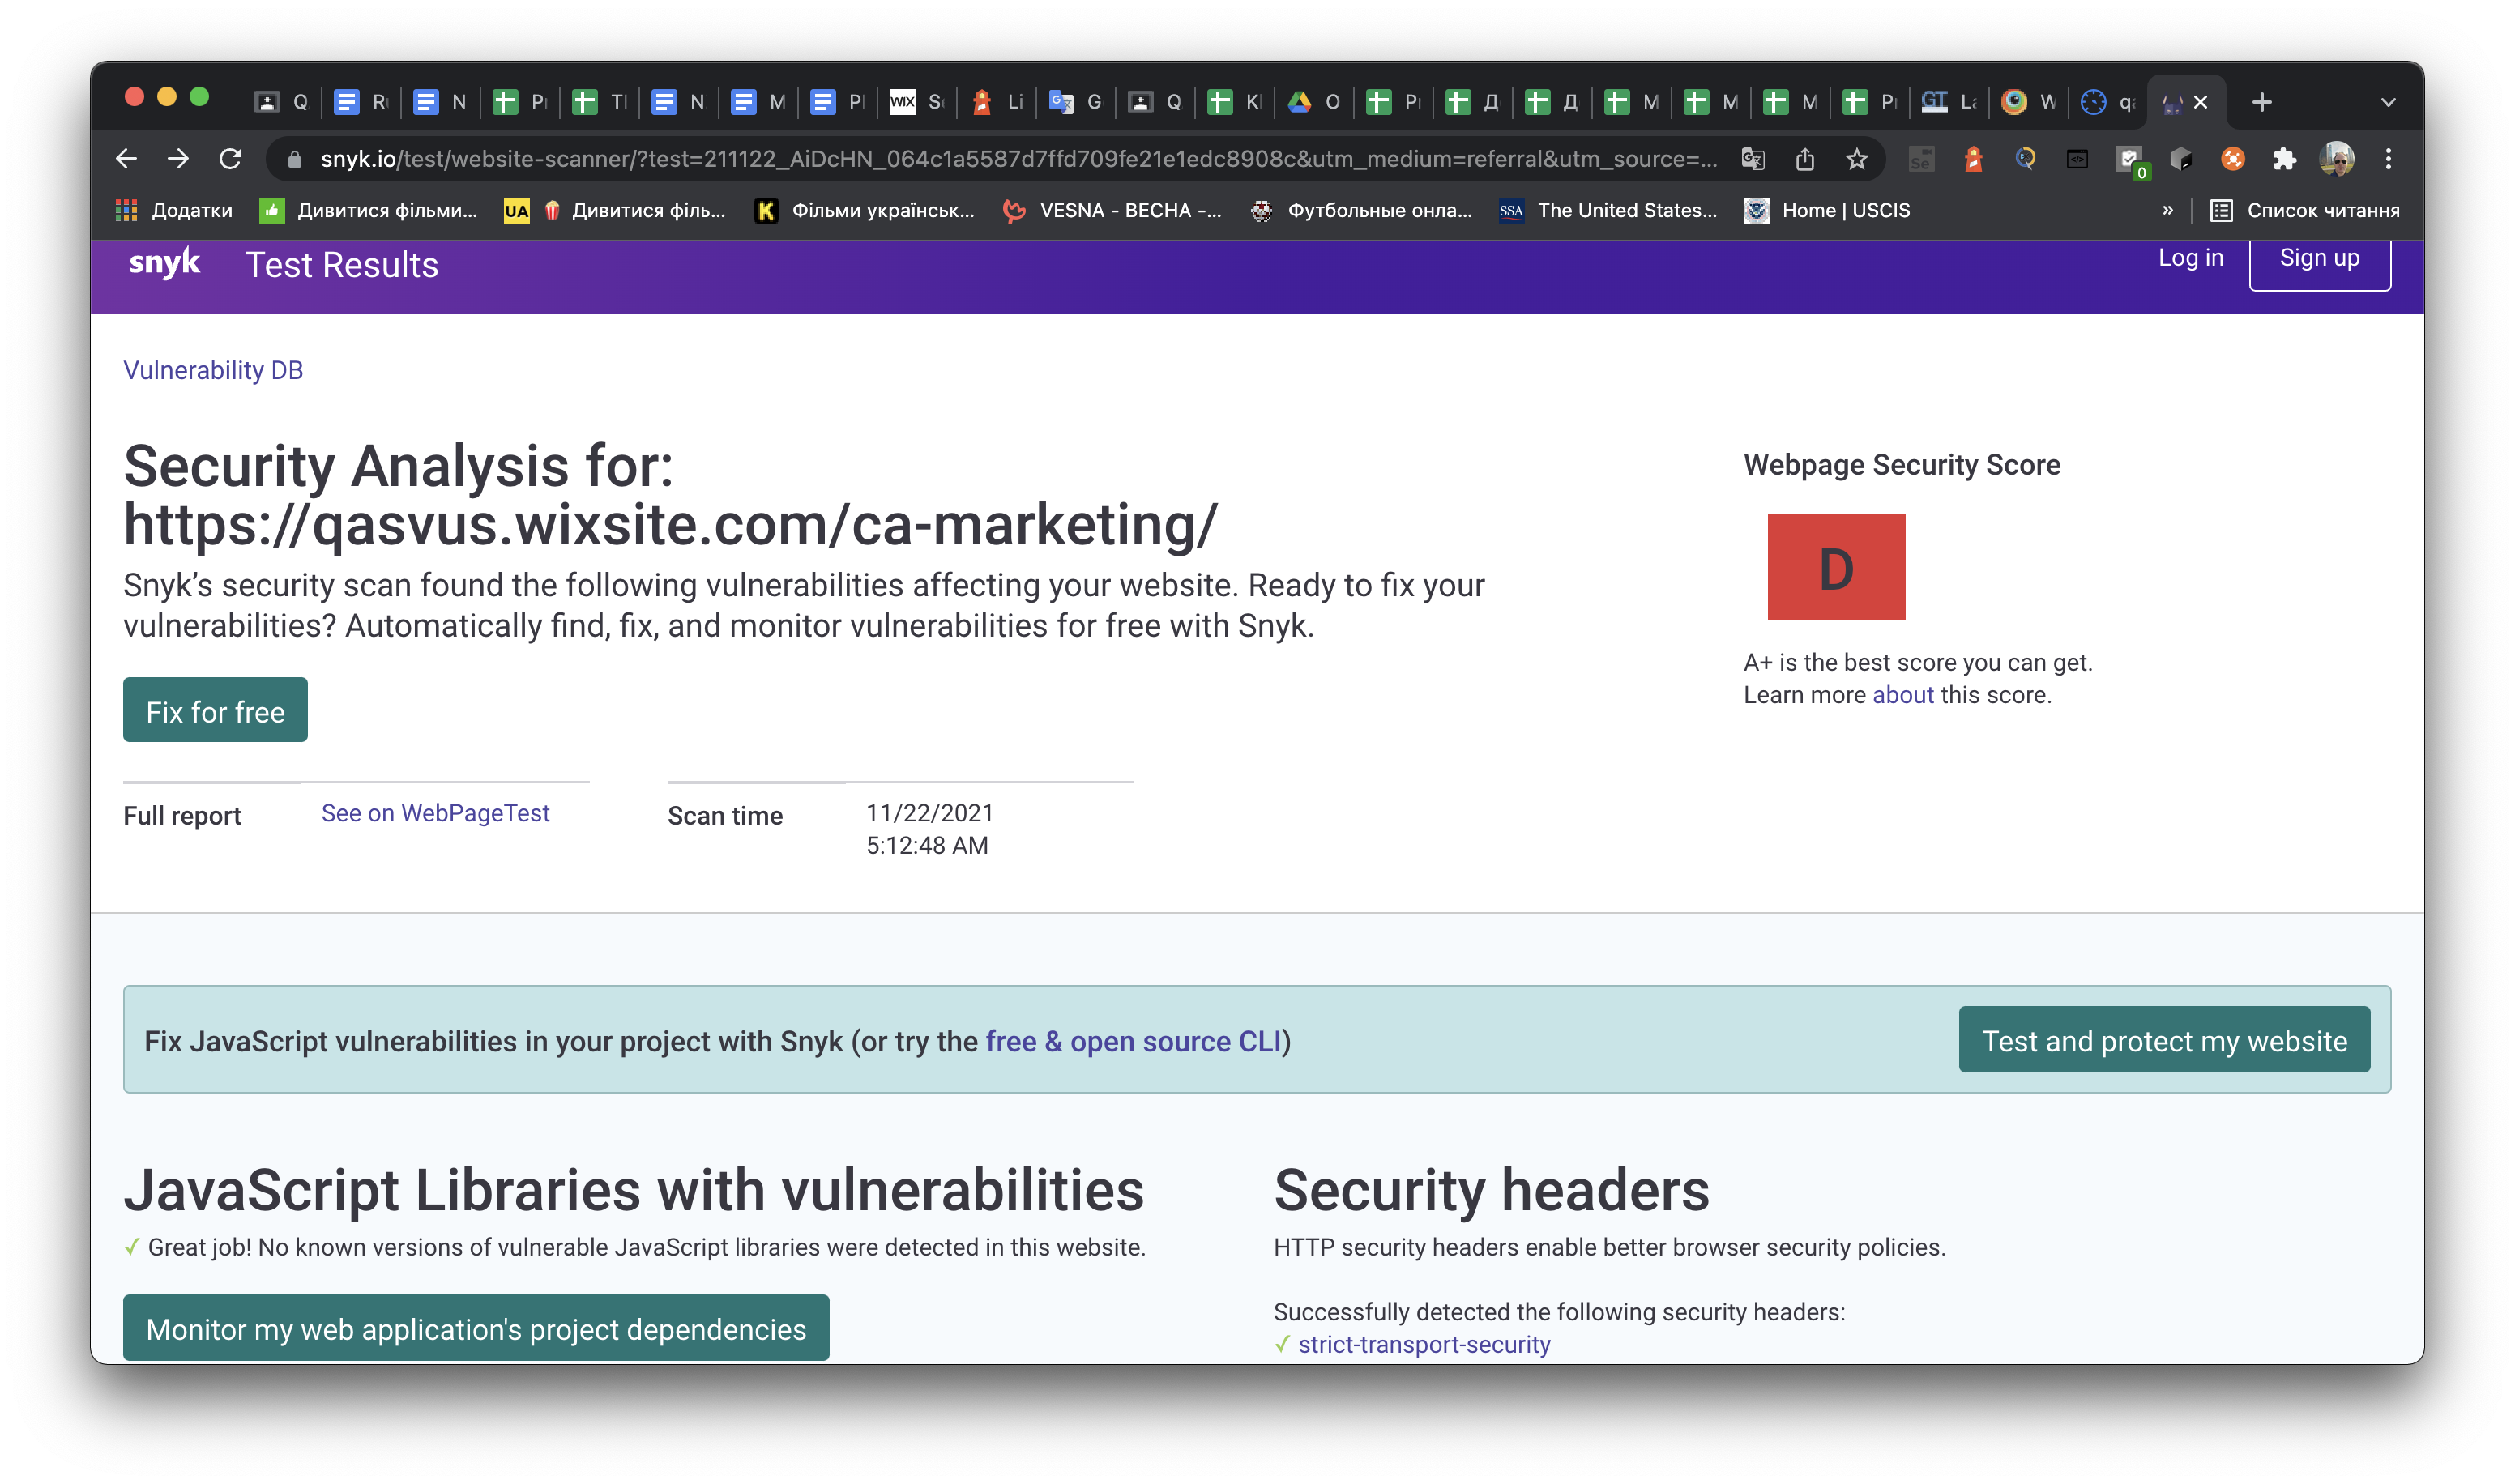 Q R N P T N M P WIX S Li G Q K O P Д Д M M M P GT La W qa
snyk.io/test/website-scanner/?test=211122_AiDcHN_064c1a5587d7ffd709fe21e1edc8908c&utm_medium=referral&utm_source=... Se 0
Додатки Дивитися фільми... UA Дивитися філь... K Фільми українськ... VESNA - ВЕСНА -... Футбольные онла... SSA The United States... Home | USCIS » Список читання
snyk Test Results Log in Sign up
Vulnerability DB
Security Analysis for:
https://qasvus.wixsite.com/ca-marketing/
Snyk’s security scan found the following vulnerabilities affecting your website. Ready to fix your
vulnerabilities? Automatically find, fix, and monitor vulnerabilities for free with Snyk.
Fix for free
Webpage Security Score
D
A+ is the best score you can get.
Learn more about this score.
Full report See on WebPageTest
Scan time 11/22/2021
5:12:48 AM
Fix JavaScript vulnerabilities in your project with Snyk (or try the free & open source CLI)
Test and protect my website
JavaScript Libraries with vulnerabilities
✓ Great job! No known versions of vulnerable JavaScript libraries were detected in this website.
Monitor my web application's project dependencies
Security headers
HTTP security headers enable better browser security policies.
Successfully detected the following security headers:
✓ strict-transport-security